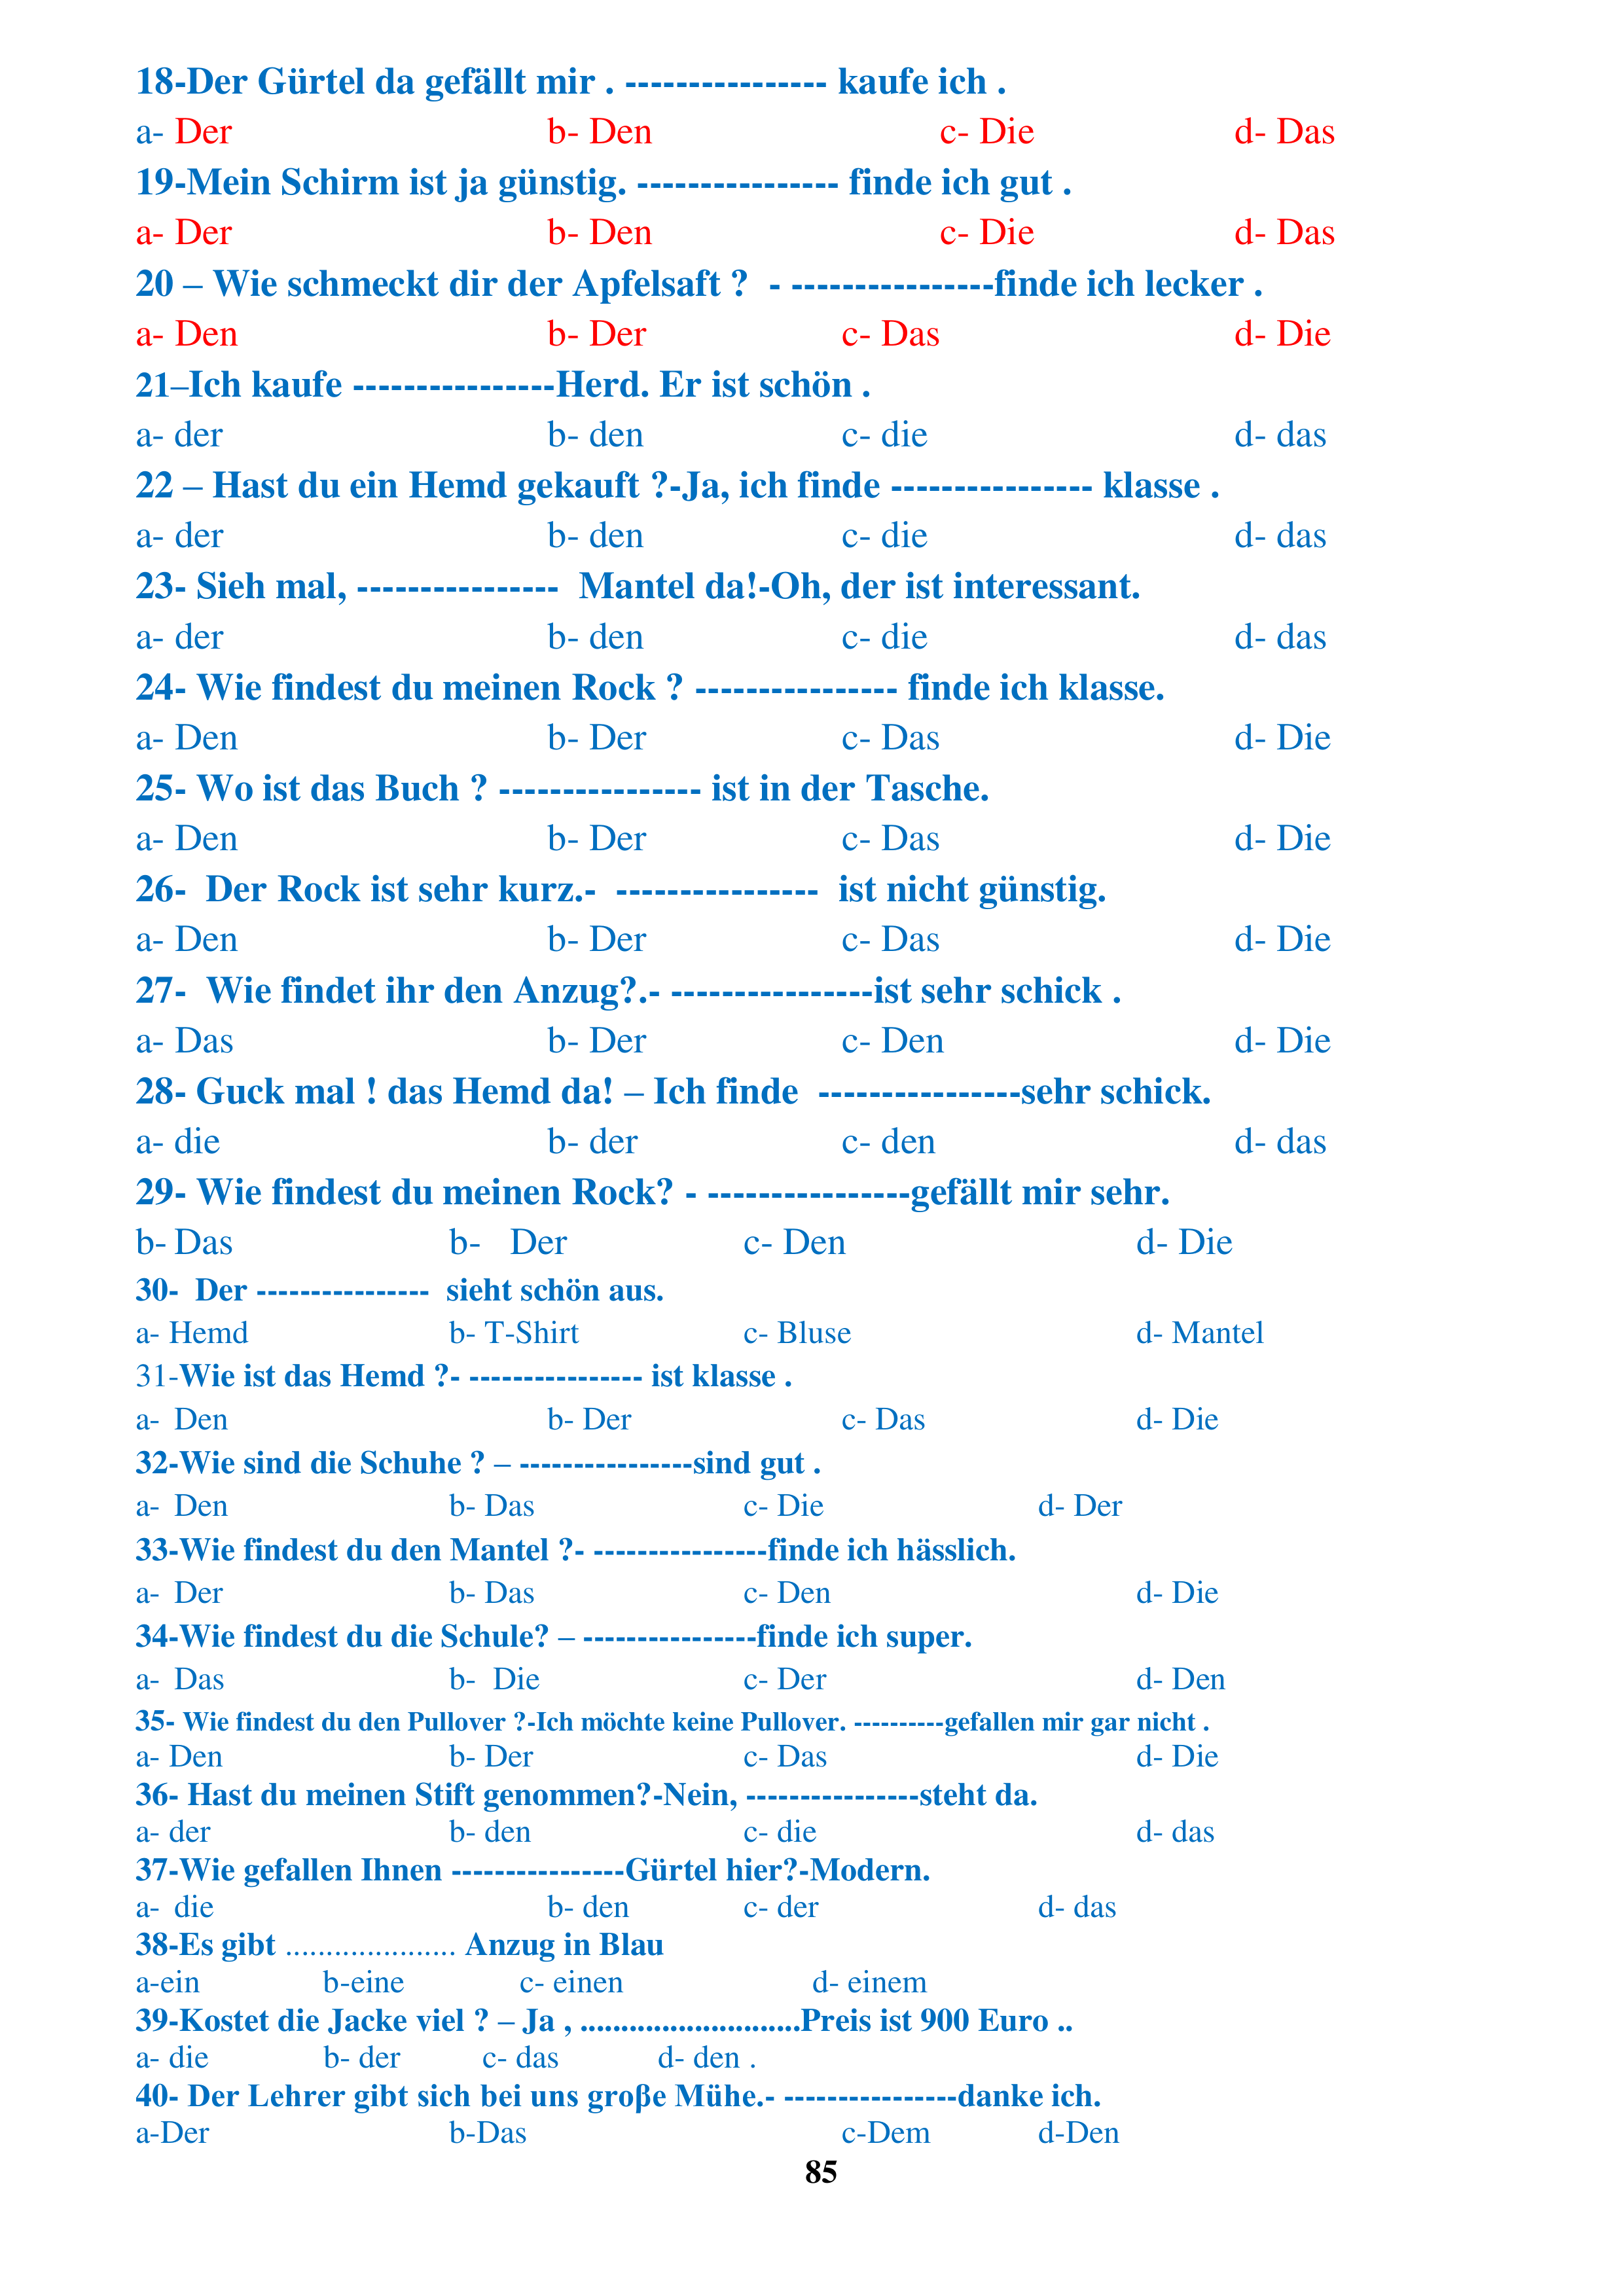 18-Der Gürtel da gefällt mir . ---------------- kaufe ich .
a- Der b- Den c- Die d- Das
19-Mein Schirm ist ja günstig. ---------------- finde ich gut .
a- Der b- Den c- Die d- Das
20 – Wie schmeckt dir der Apfelsaft ? - ----------------finde ich lecker .
a- Den b- Der c- Das d- Die
21–Ich kaufe ----------------Herd. Er ist schön .
a- der b- den c- die d- das
22 – Hast du ein Hemd gekauft ?-Ja, ich finde ---------------- klasse .
a- der b- den c- die d- das
23- Sieh mal, ---------------- Mantel da!-Oh, der ist interessant.
a- der b- den c- die d- das
24- Wie findest du meinen Rock ? ---------------- finde ich klasse.
a- Den b- Der c- Das d- Die
25- Wo ist das Buch ? ---------------- ist in der Tasche.
a- Den b- Der c- Das d- Die
26- Der Rock ist sehr kurz.- ---------------- ist nicht günstig.
a- Den b- Der c- Das d- Die
27- Wie findet ihr den Anzug?.- ----------------ist sehr schick .
a- Das b- Der c- Den d- Die
28- Guck mal ! das Hemd da! – Ich finde ----------------sehr schick.
a- die b- der c- den d- das
29- Wie findest du meinen Rock? - ----------------gefällt mir sehr.
b- Das b- Der c- Den d- Die
30- Der ---------------- sieht schön aus.
a- Hemd b- T-Shirt c- Bluse d- Mantel
31-Wie ist das Hemd ?- ---------------- ist klasse .
a- Den b- Der c- Das d- Die
32-Wie sind die Schuhe ? – ----------------sind gut .
a- Den b- Das c- Die d- Der
33-Wie findest du den Mantel ?- ----------------finde ich hässlich.
a- Der b- Das c- Den d- Die
34-Wie findest du die Schule? – ----------------finde ich super.
a- Das b- Die c- Der d- Den
35- Wie findest du den Pullover ?-Ich möchte keine Pullover. ----------gefallen mir gar nicht .
a- Den b- Der c- Das d- Die
36- Hast du meinen Stift genommen?-Nein, ----------------steht da.
a- der b- den c- die d- das
37-Wie gefallen Ihnen ----------------Gürtel hier?-Modern.
a- die b- den c- der d- das
38-Es gibt ..................... Anzug in Blau
a-ein b-eine c- einen d- einem
39-Kostet die Jacke viel ? – Ja , ...........................Preis ist 900 Euro ..
a- die b- der c- das d- den .
40- Der Lehrer gibt sich bei uns groβe Mühe.- ----------------danke ich.
a-Der b-Das c-Dem d-Den
85